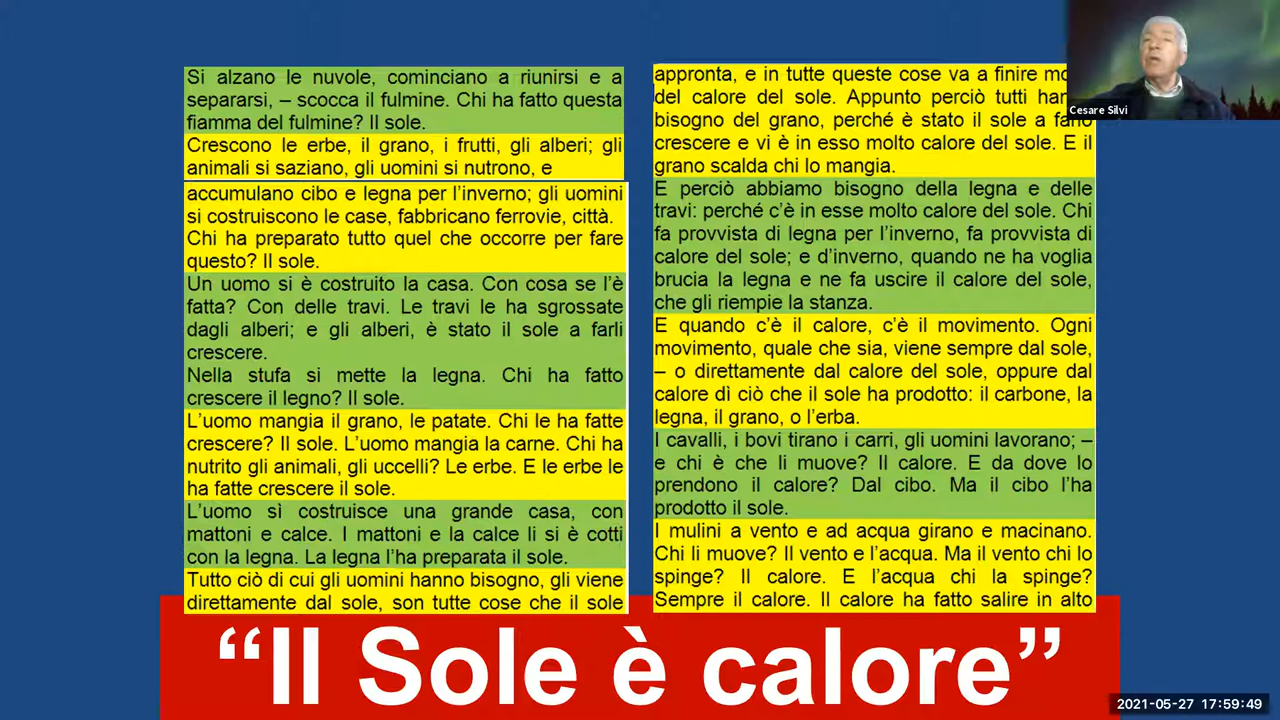 Si alzano le nuvole, cominciano a riunirsi e a
separarsi, – scocca il fulmine. Chi ha fatto questa
fiamma del fulmine? Il sole.
Crescono le erbe, il grano, i frutti, gli alberi; gli
animali si saziano, gli uomini si nutrono, e
accumulano cibo e legna per l’inverno; gli uomini
si costruiscono le case, fabbricano ferrovie, città.
Chi ha preparato tutto quel che occorre per fare
questo? Il sole.
Un uomo si è costruito la casa. Con cosa se l’è
fatta? Con delle travi. Le travi le ha sgrossate
dagli alberi; e gli alberi, è stato il sole a farli
crescere.
Nella stufa si mette la legna. Chi ha fatto
crescere il legno? Il sole.
L’uomo mangia il grano, le patate. Chi le ha fatte
crescere? Il sole. L’uomo mangia la carne. Chi ha
nutrito gli animali, gli uccelli? Le erbe. E le erbe le
ha fatte crescere il sole.
L’uomo sì costruisce una grande casa, con
mattoni e calce. I mattoni e la calce li si è cotti
con la legna. La legna l’ha preparata il sole.
Tutto ciò di cui gli uomini hanno bisogno, gli viene
direttamente dal sole, son tutte cose che il sole
appronta, e in tutte queste cose va a finire
del calore del sole. Appunto perciò tutti
bisogno del grano, perché è stato il sole a farlo
crescere e vi è in esso molto calore del sole. E il
grano scalda chi lo mangia.
E perciò abbiamo bisogno della legna e delle
travi: perché c’è in esse molto calore del sole. Chi
fa provvista di legna per l’inverno, fa provvista di
calore del sole; e d’inverno, quando ne ha voglia
brucia la legna e ne fa uscire il calore del sole,
che gli riempie la stanza.
E quando c’è il calore, c’è il movimento. Ogni
movimento, quale che sia, viene sempre dal sole,
– o direttamente dal calore del sole, oppure dal
calore dì ciò che il sole ha prodotto: il carbone, la
legna, il grano, o l’erba.
I cavalli, i bovi tirano i carri, gli uomini lavorano; –
e chi è che li muove? Il calore. E da dove lo
prendono il calore? Dal cibo. Ma il cibo l’ha
prodotto il sole.
I mulini a vento e ad acqua girano e macinano.
Chi li muove? Il vento e l’acqua. Ma il vento chi lo
spinge? Il calore. E l’acqua chi la spinge?
Sempre il calore. Il calore ha fatto salire in alto
“Il Sole è calore”
Cesare Silvi
2021-05-27 17:59:49